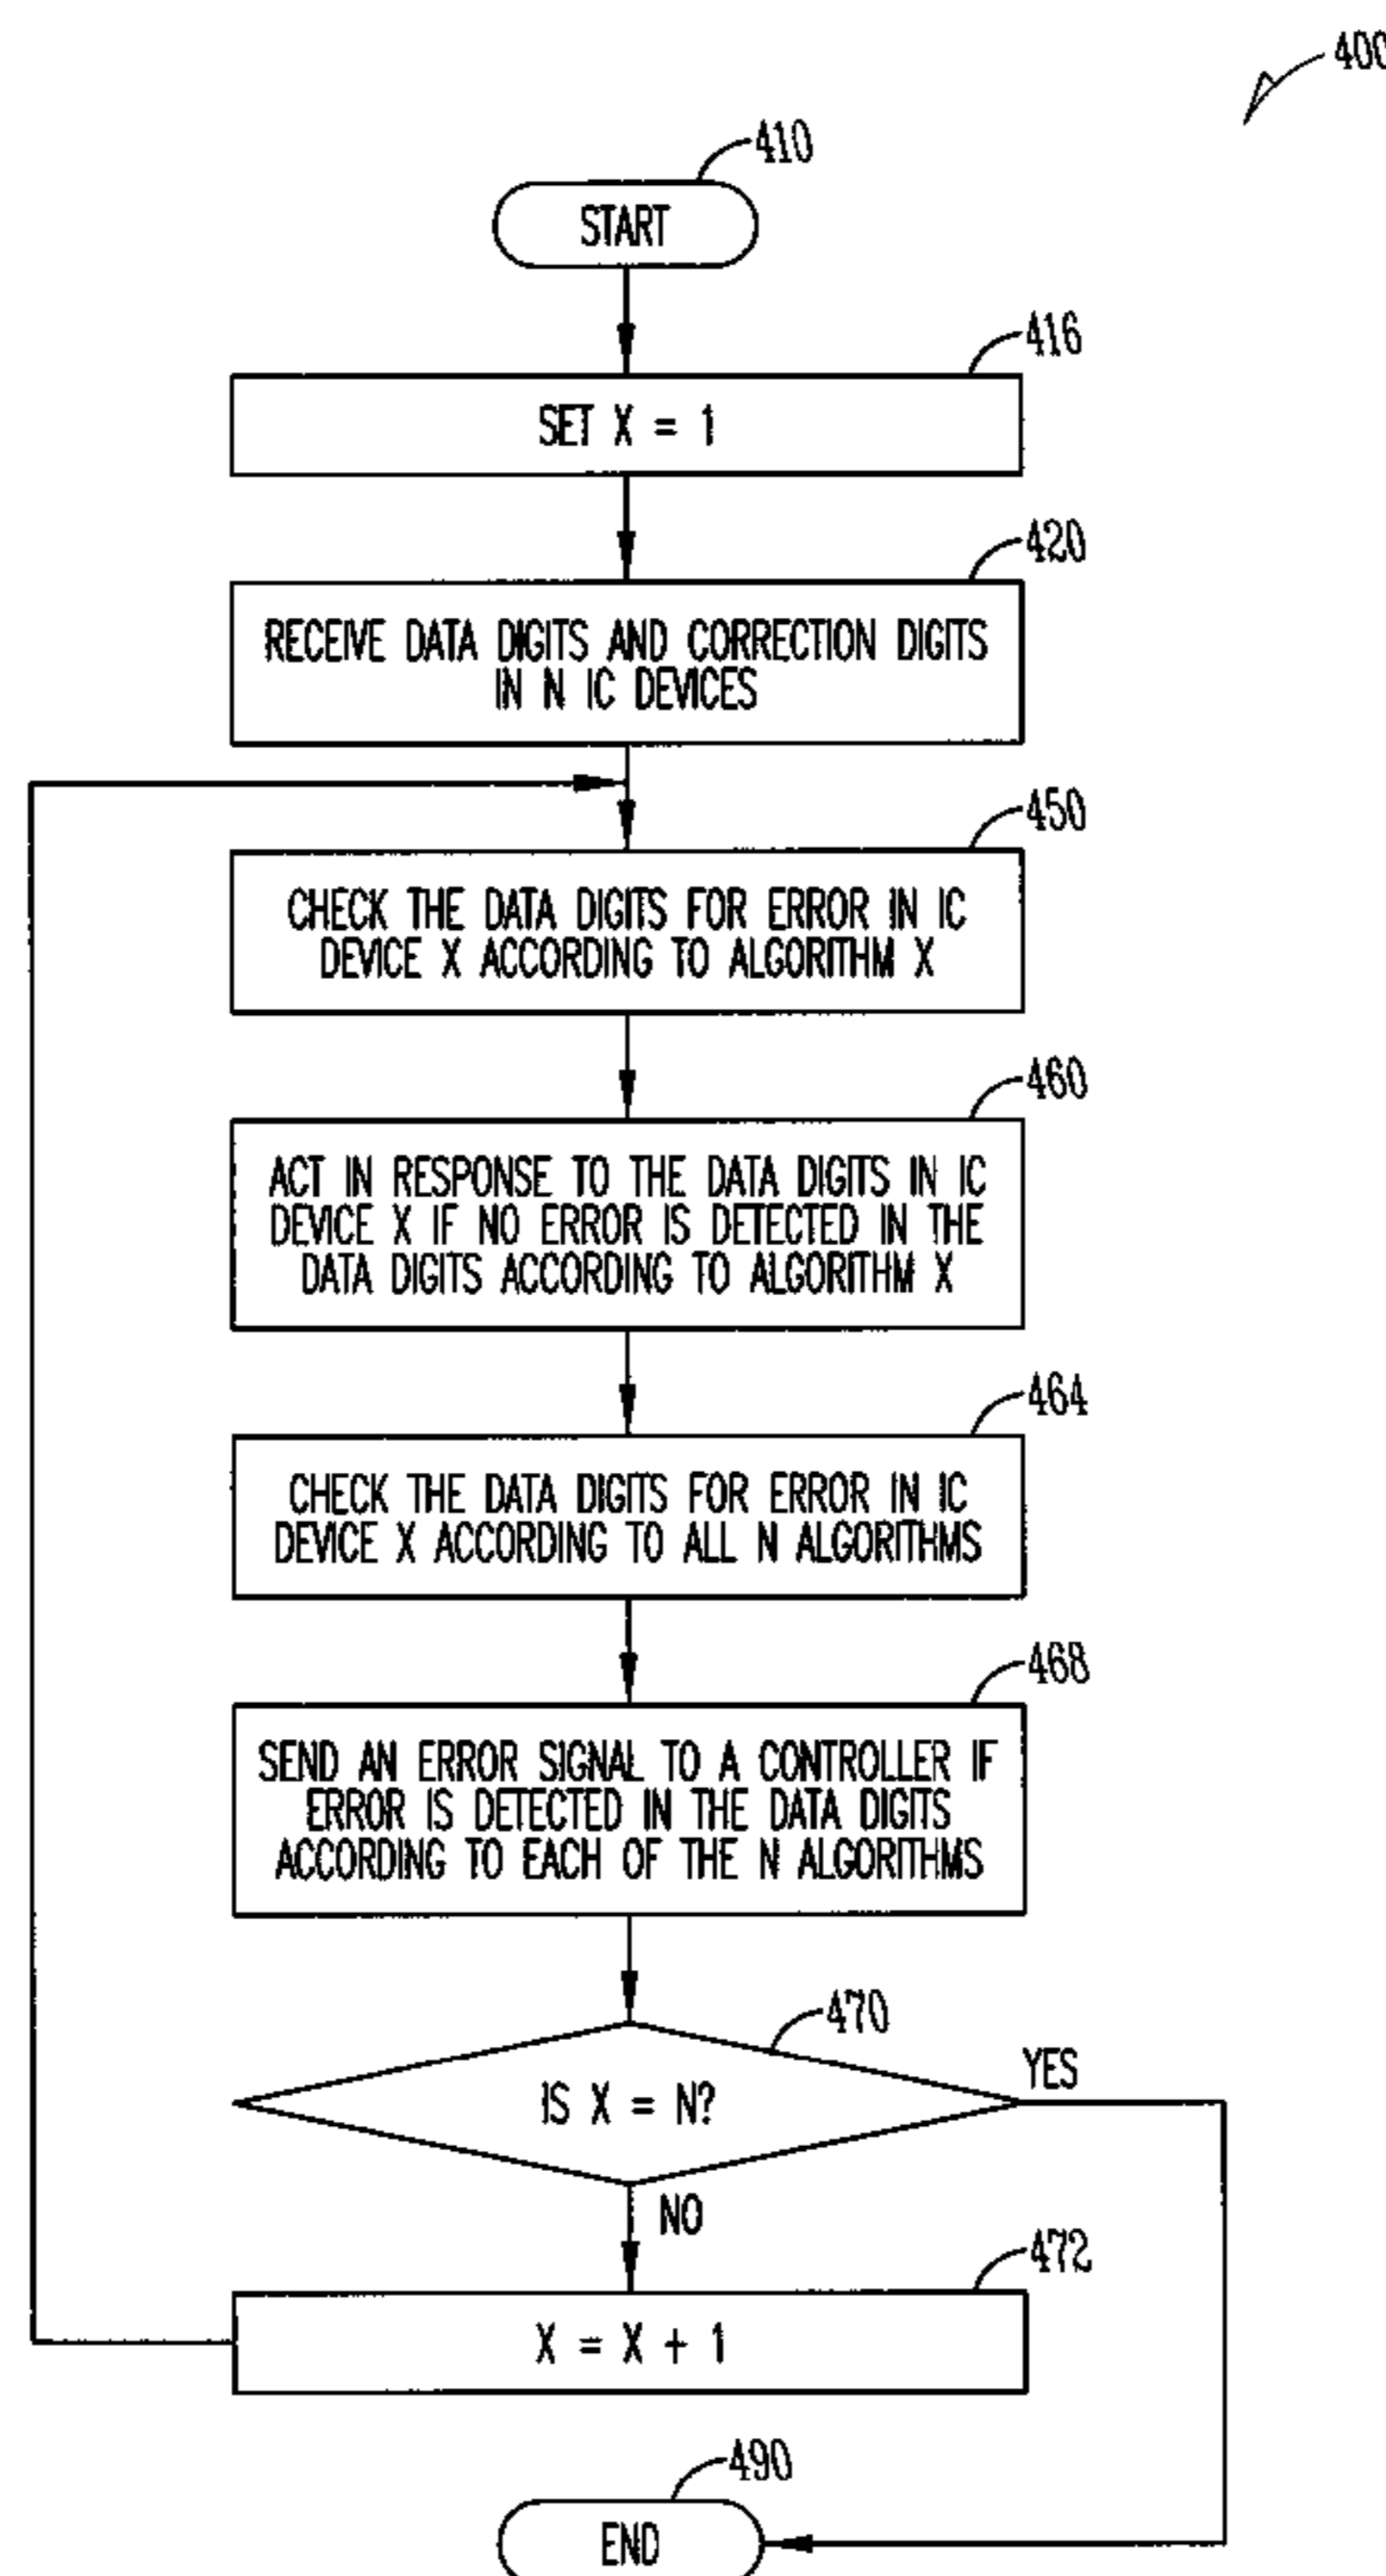 400
410
START
416
SET X = 1
420
RECEIVE DATA DIGITS AND CORRECTION DIGITS
IN N IC DEVICES
450
CHECK THE DATA DIGITS FOR ERROR IN IC
DEVICE X ACCORDING TO ALGORITHM X
460
ACT IN RESPONSE TO THE DATA DIGITS IN IC
DEVICE X IF NO ERROR IS DETECTED IN THE
DATA DIGITS ACCORDING TO ALGORITHM X
464
CHECK THE DATA DIGITS FOR ERROR IN IC
DEVICE X ACCORDING TO ALL N ALGORITHMS
468
SEND AN ERROR SIGNAL TO A CONTROLLER IF
ERROR IS DETECTED IN THE DATA DIGITS
ACCORDING TO EACH OF THE N ALGORITHMS
470
IS X = N?
YES
NO
472
X = X + 1
490
END